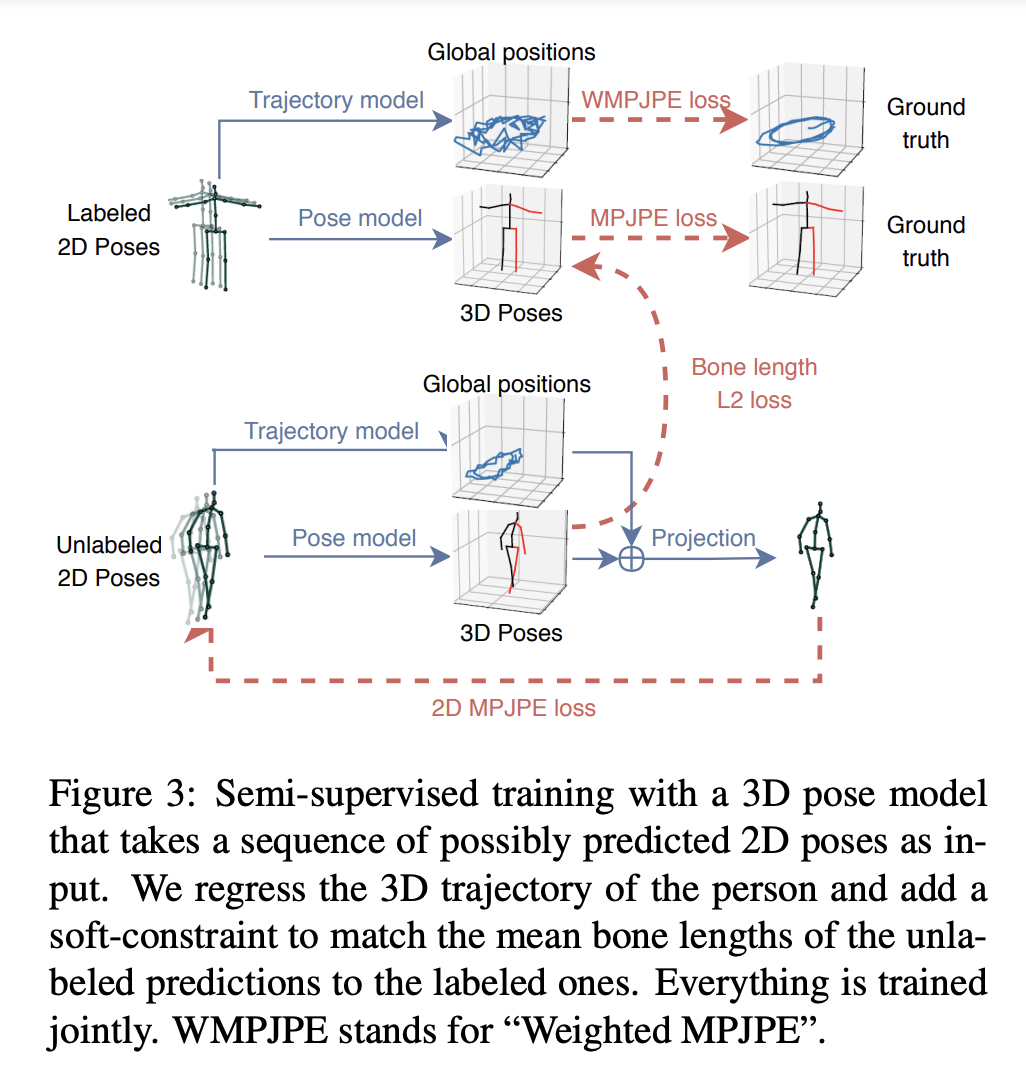 Global positions
Trajectory model
WMPJPE loss
Ground
truth
Labeled
2D Poses
Pose model
MPJPE loss
Ground
truth
3D Poses
Bone length
L2 loss
Global positions
Trajectory model
Unlabeled
2D Poses
Pose model
Projection
3D Poses
2D MPJPE loss
Figure 3: Semi-supervised training with a 3D pose model
that takes a sequence of possibly predicted 2D poses as in-
put. We regress the 3D trajectory of the person and add a
soft-constraint to match the mean bone lengths of the unla-
beled predictions to the labeled ones. Everything is trained
jointly. WMPJPE stands for “Weighted MPJPE”.